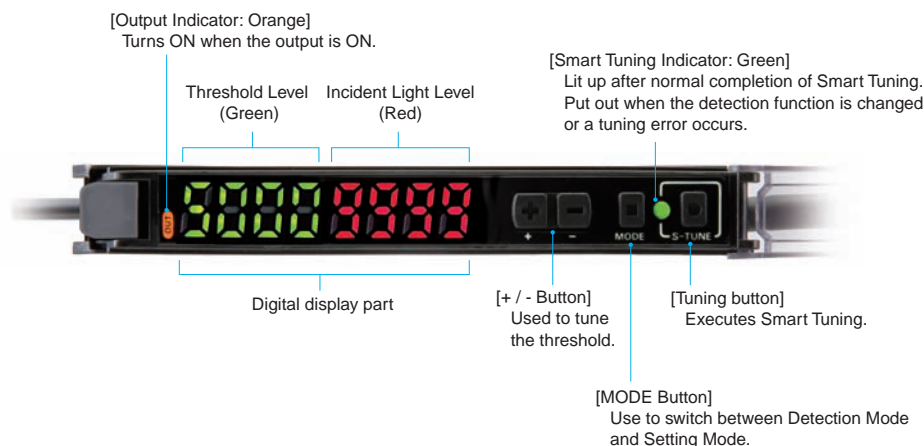 [Output Indicator: Orange]
Turns ON when the output is ON.
[Smart Tuning Indicator: Green]
Lit up after normal completion of Smart Tuning.
Put out when the detection function is changed
or a tuning error occurs.
Threshold Level
(Green)
Incident Light Level
(Red)
OUT
5000 9999
+ -
MODE
S-TUNE
Digital display part
[+ / - Button]
Used to tune
the threshold.
[Tuning button]
Executes Smart Tuning.
[MODE Button]
Use to switch between Detection Mode
and Setting Mode.